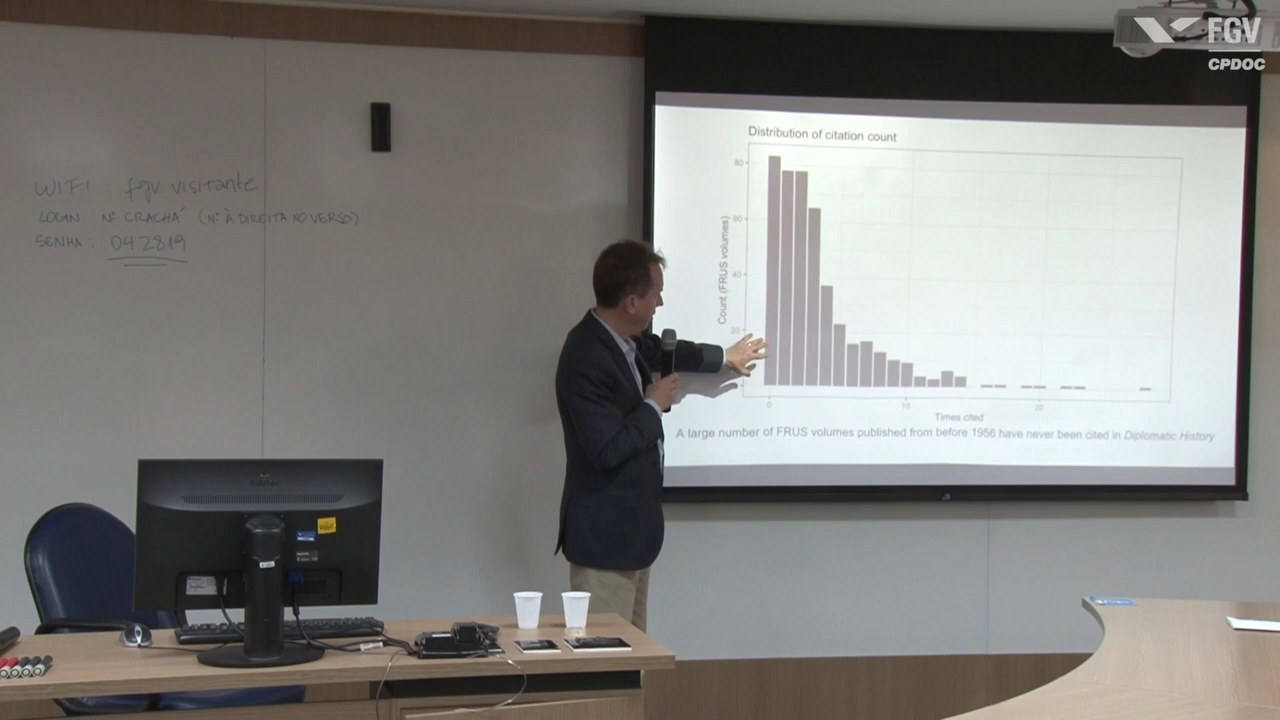 FGV
CPDOC
WIFI: fgv visitante
LOGIN: Nº CRACHÁ (Nº À DIREITA NO VERSO)
SENHA: 042819
Distribution of citation count
Count (FRUS volumes)
80
60
40
20
0
10
20
Times cited
A large number of FRUS volumes published from before 1956 have never been cited in Diplomatic History